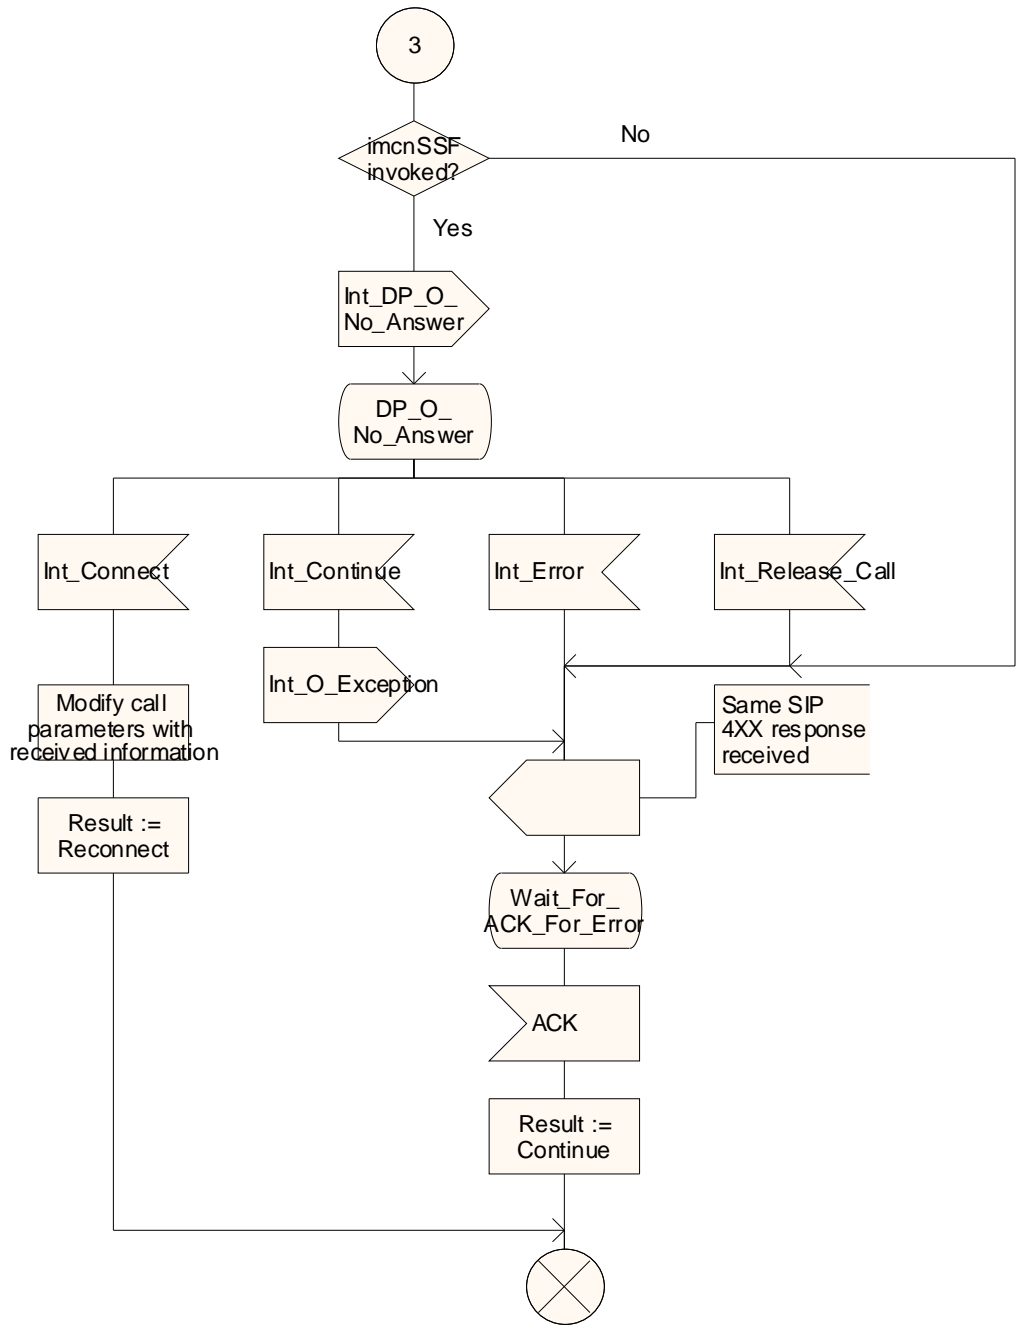 3
imcnSSF
invoked?
No
Yes
Int_DP_O_
No_Answer
DP_O_
No_Answer
Int_Connect
Int_Continue
Int_Error
Int_Release_Call
Modify call
parameters with
received information
Int_O_Exception
Same SIP
4XX response
received
Result :=
Reconnect
Wait_For_
ACK_For_Error
ACK
Result :=
Continue